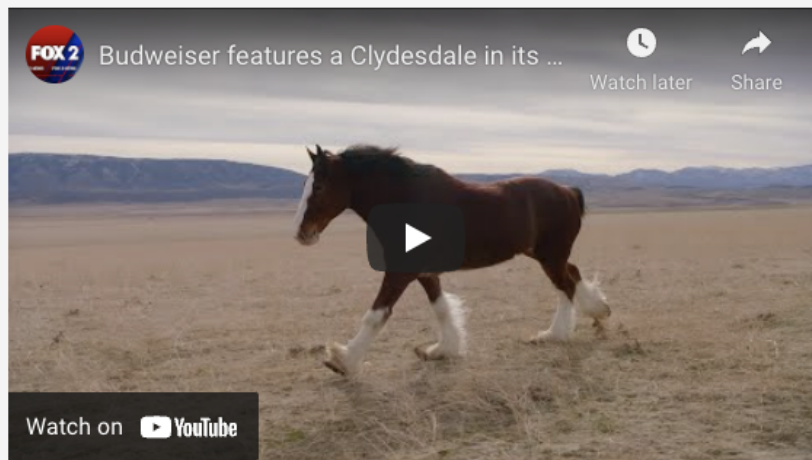 FOX 2
Budweiser features a Clydesdale in its ...
Watch later
Share
Watch on YouTube